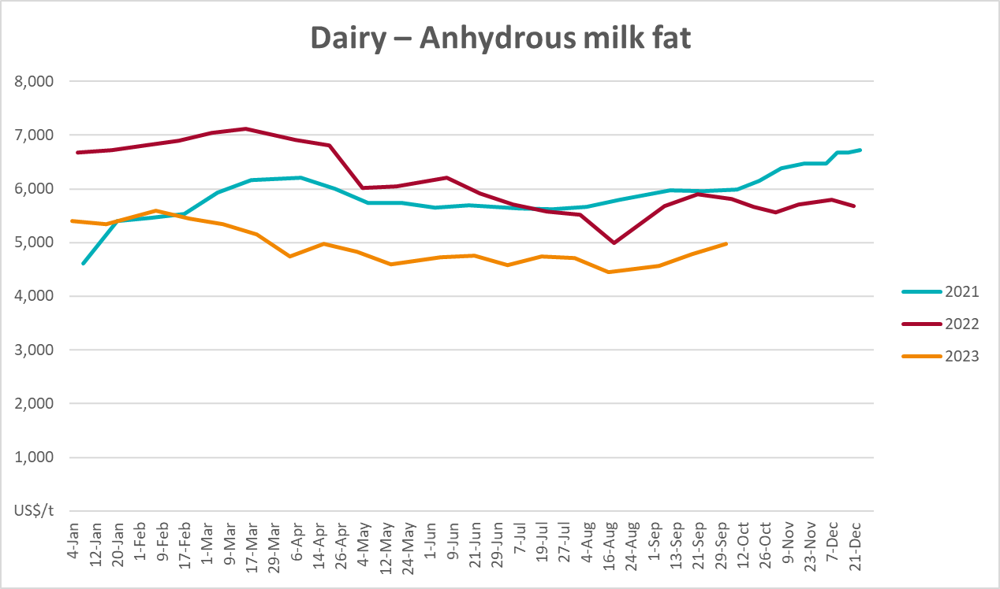 Dairy – Anhydrous milk fat
8,000
7,000
6,000
5,000
4,000
3,000
2,000
1,000
US$/t
4-Jan
12-Jan
20-Jan
1-Feb
9-Feb
17-Feb
1-Mar
9-Mar
17-Mar
29-Mar
6-Apr
14-Apr
26-Apr
4-May
12-May
24-May
1-Jun
9-Jun
21-Jun
29-Jun
7-Jul
19-Jul
27-Jul
4-Aug
16-Aug
24-Aug
1-Sep
13-Sep
21-Sep
29-Sep
12-Oct
26-Oct
9-Nov
23-Nov
7-Dec
21-Dec
2021
2022
2023